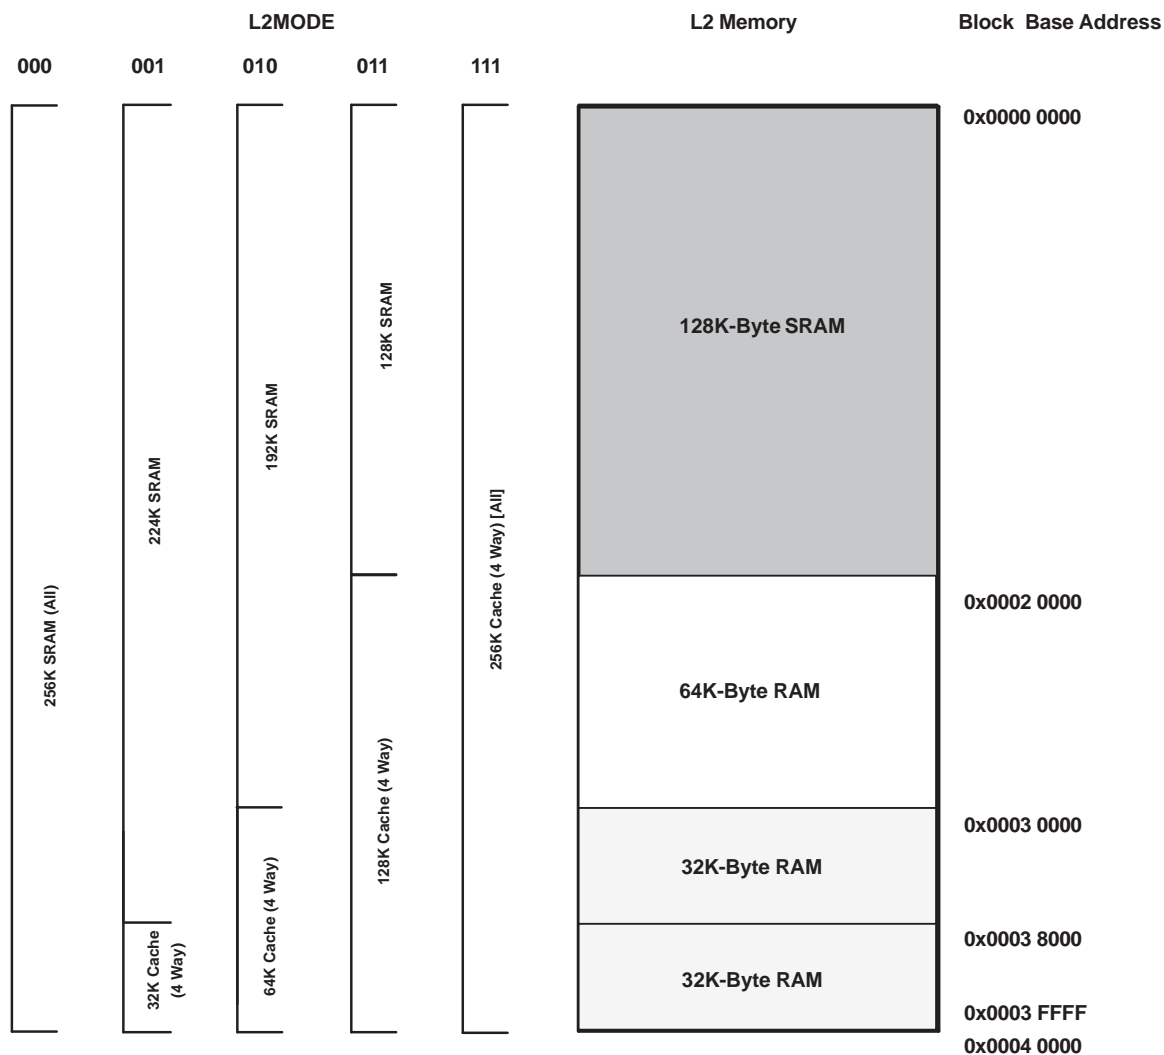 L2MODE
L2 Memory
Block Base Address
000
001
010
011
111
0x0000 0000
256K SRAM (All)
224K SRAM
32K Cache
(4 Way)
192K SRAM
64K Cache (4 Way)
128K SRAM
128K Cache (4 Way)
256K Cache (4 Way) [All]
128K-Byte SRAM
0x0002 0000
64K-Byte RAM
0x0003 0000
32K-Byte RAM
0x0003 8000
32K-Byte RAM
0x0003 FFFF
0x0004 0000